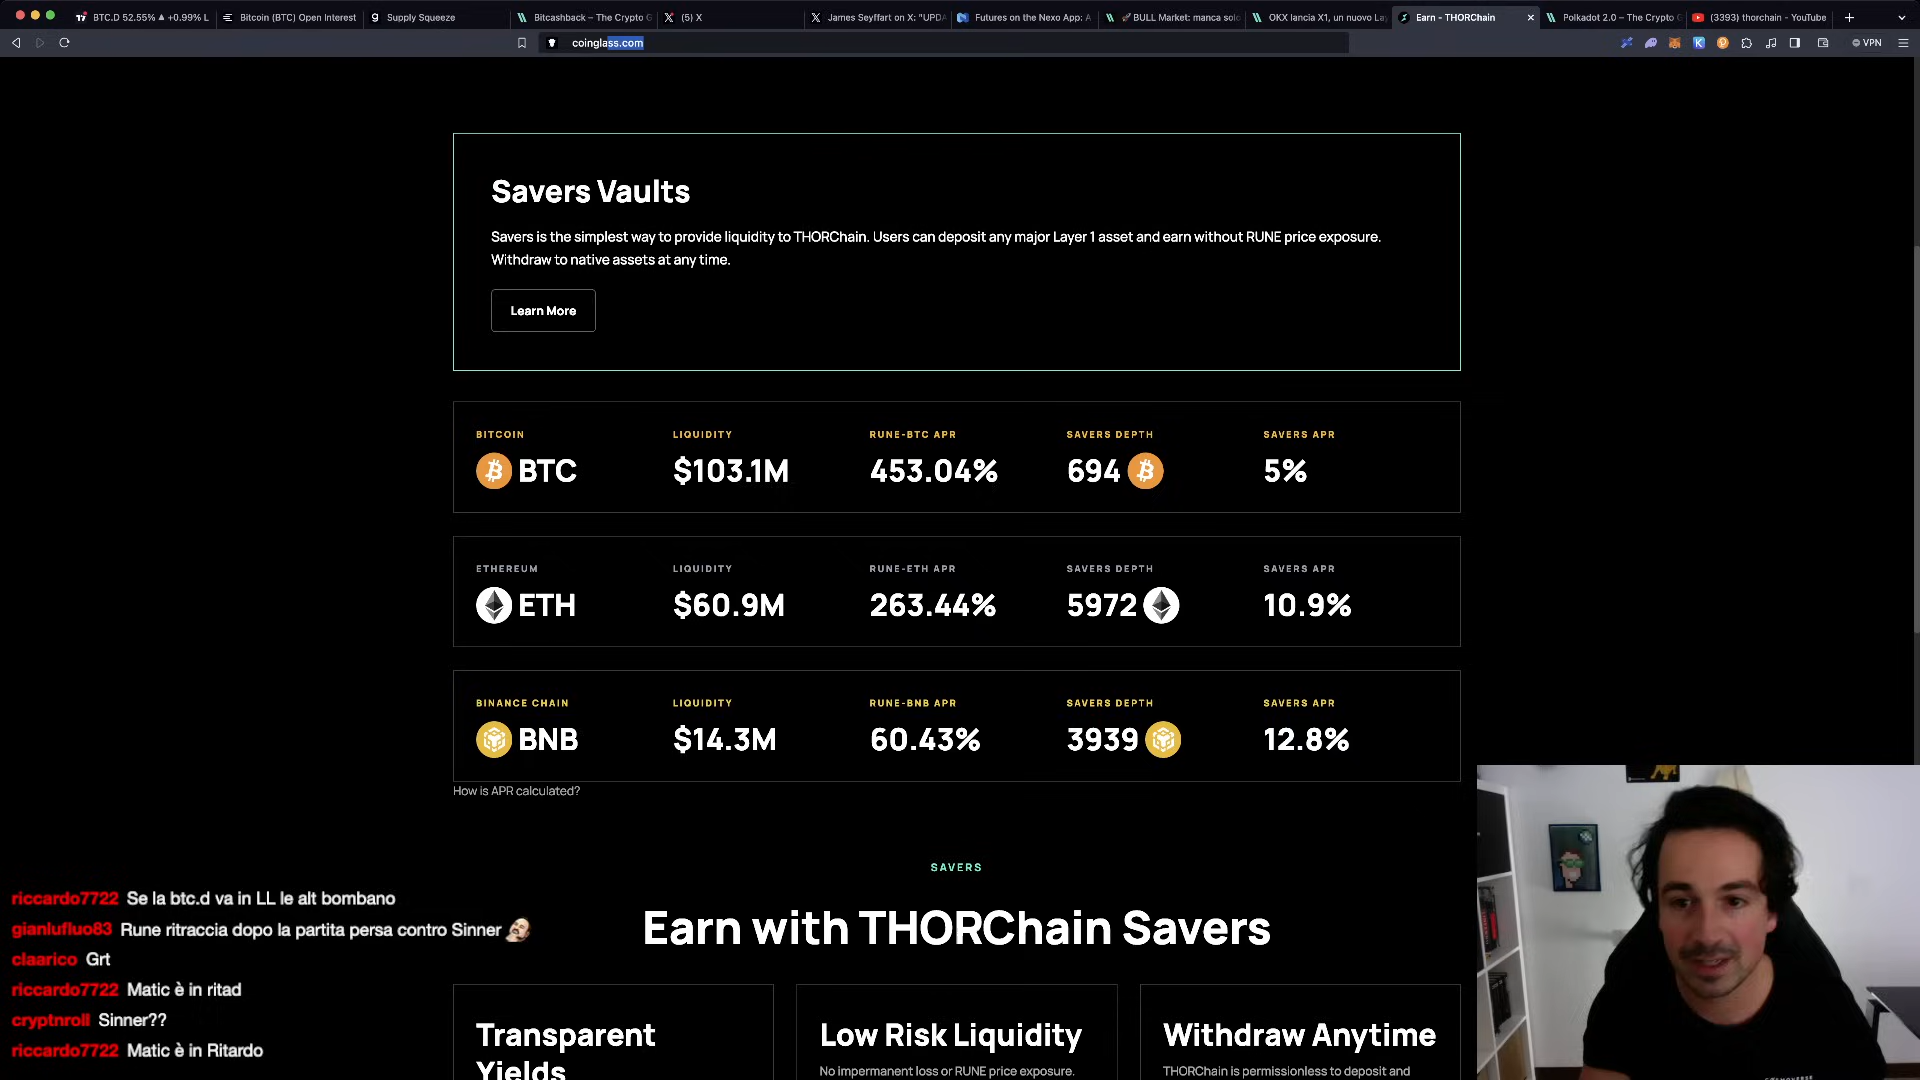 BTC.D 52.55% ▲ +0.99% L
Bitcoin (BTC) Open Interest
Supply Squeeze
Bitcashback – The Crypto G
(5) X
James Seyffart on X: "UPDA
Futures on the Nexo App: A
🚀 BULL Market: manca solo
OKX lancia X1, un nuovo La
Earn - THORChain
Polkadot 2.0 – The Crypto G
(3393) thorchain - YouTube
coinglass.com
VPN
Savers Vaults
Savers is the simplest way to provide liquidity to THORChain. Users can deposit any major Layer 1 asset and earn without RUNE price exposure.
Withdraw to native assets at any time.
Learn More
BITCOIN LIQUIDITY RUNE-BTC APR SAVERS DEPTH SAVERS APR
BTC $103.1M 453.04% 694 5%
ETHEREUM LIQUIDITY RUNE-ETH APR SAVERS DEPTH SAVERS APR
ETH $60.9M 263.44% 5972 10.9%
BINANCE CHAIN LIQUIDITY RUNE-BNB APR SAVERS DEPTH SAVERS APR
BNB $14.3M 60.43% 3939 12.8%
How is APR calculated?
SAVERS
Earn with THORChain Savers
Transparent
Yields
Low Risk Liquidity
No impermanent loss or RUNE price exposure.
Withdraw Anytime
THORChain is permissionless to deposit and
riccardo7722 Se la btc.d va in LL le alt bombano
gianlufluo83 Rune ritraccia dopo la partita persa contro Sinner
claarico Grt
riccardo7722 Matic è in ritad
cryptnroll Sinner??
riccardo7722 Matic è in Ritardo